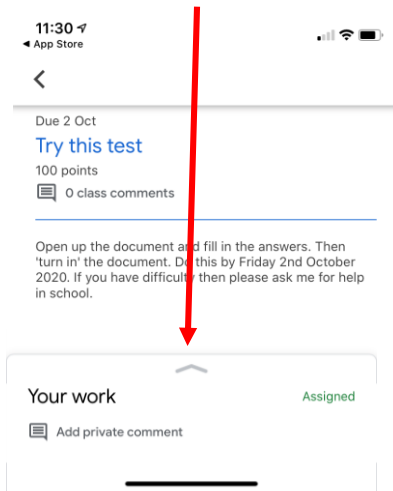 11:30
◀ App Store
Due 2 Oct
Try this test
100 points
0 class comments
Open up the document and fill in the answers. Then
'turn in' the document. Do this by Friday 2nd October
2020. If you have difficulty then please ask me for help
in school.
Your work
Assigned
Add private comment